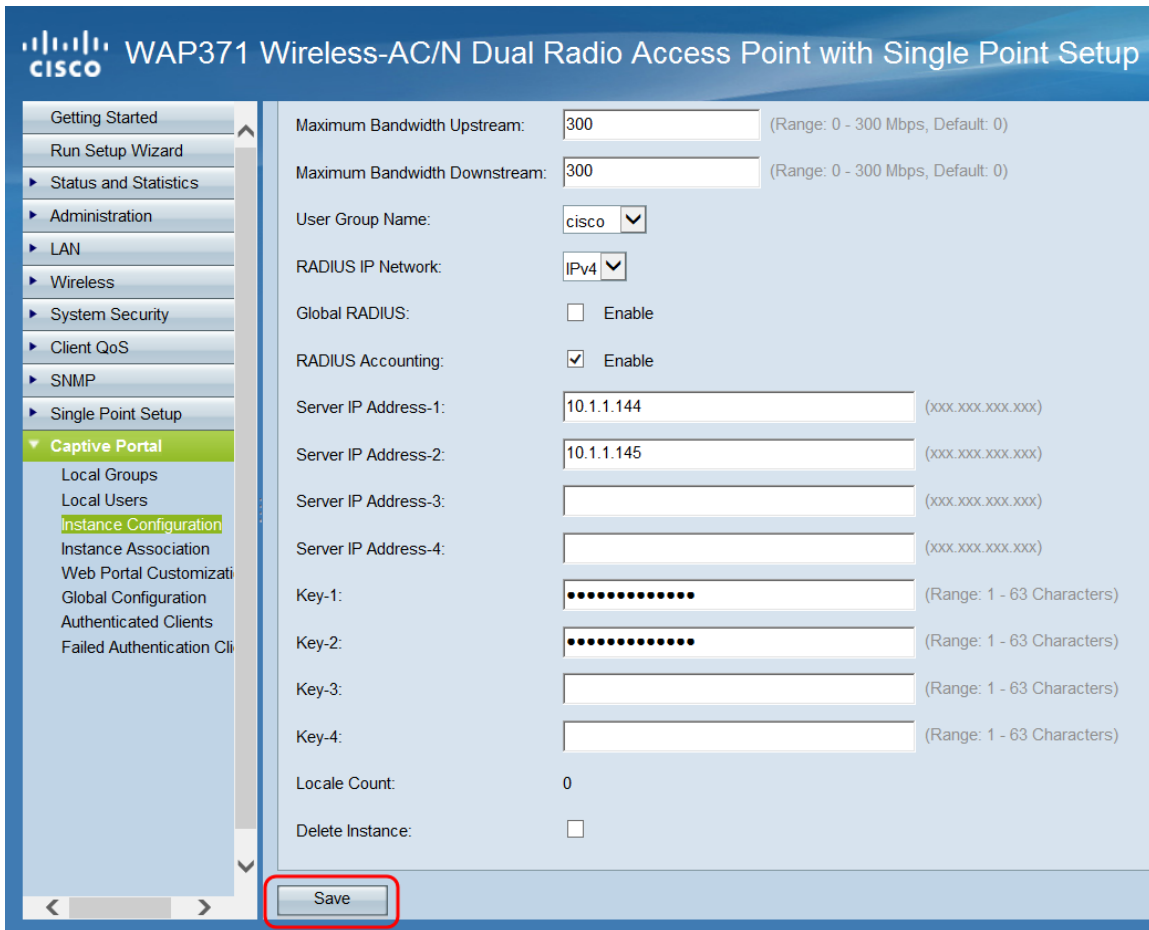 CISCO WAP371 Wireless-AC/N Dual Radio Access Point with Single Point Setup
Getting Started
Run Setup Wizard
Status and Statistics
Administration
LAN
Wireless
System Security
Client QoS
SNMP
Single Point Setup
Captive Portal
Local Groups
Local Users
Instance Configuration
Instance Association
Web Portal Customizati
Global Configuration
Authenticated Clients
Failed Authentication Cli
Maximum Bandwidth Upstream: 300 (Range: 0 - 300 Mbps, Default: 0)
Maximum Bandwidth Downstream: 300 (Range: 0 - 300 Mbps, Default: 0)
User Group Name: cisco
RADIUS IP Network: IPv4
Global RADIUS: Enable
RADIUS Accounting: Enable
Server IP Address-1: 10.1.1.144 (xxx.xxx.xxx.xxx)
Server IP Address-2: 10.1.1.145 (xxx.xxx.xxx.xxx)
Server IP Address-3: (xxx.xxx.xxx.xxx)
Server IP Address-4: (xxx.xxx.xxx.xxx)
Key-1: ●●●●●●●●●●●●● (Range: 1 - 63 Characters)
Key-2: ●●●●●●●●●●●●● (Range: 1 - 63 Characters)
Key-3: (Range: 1 - 63 Characters)
Key-4: (Range: 1 - 63 Characters)
Locale Count: 0
Delete Instance:
Save